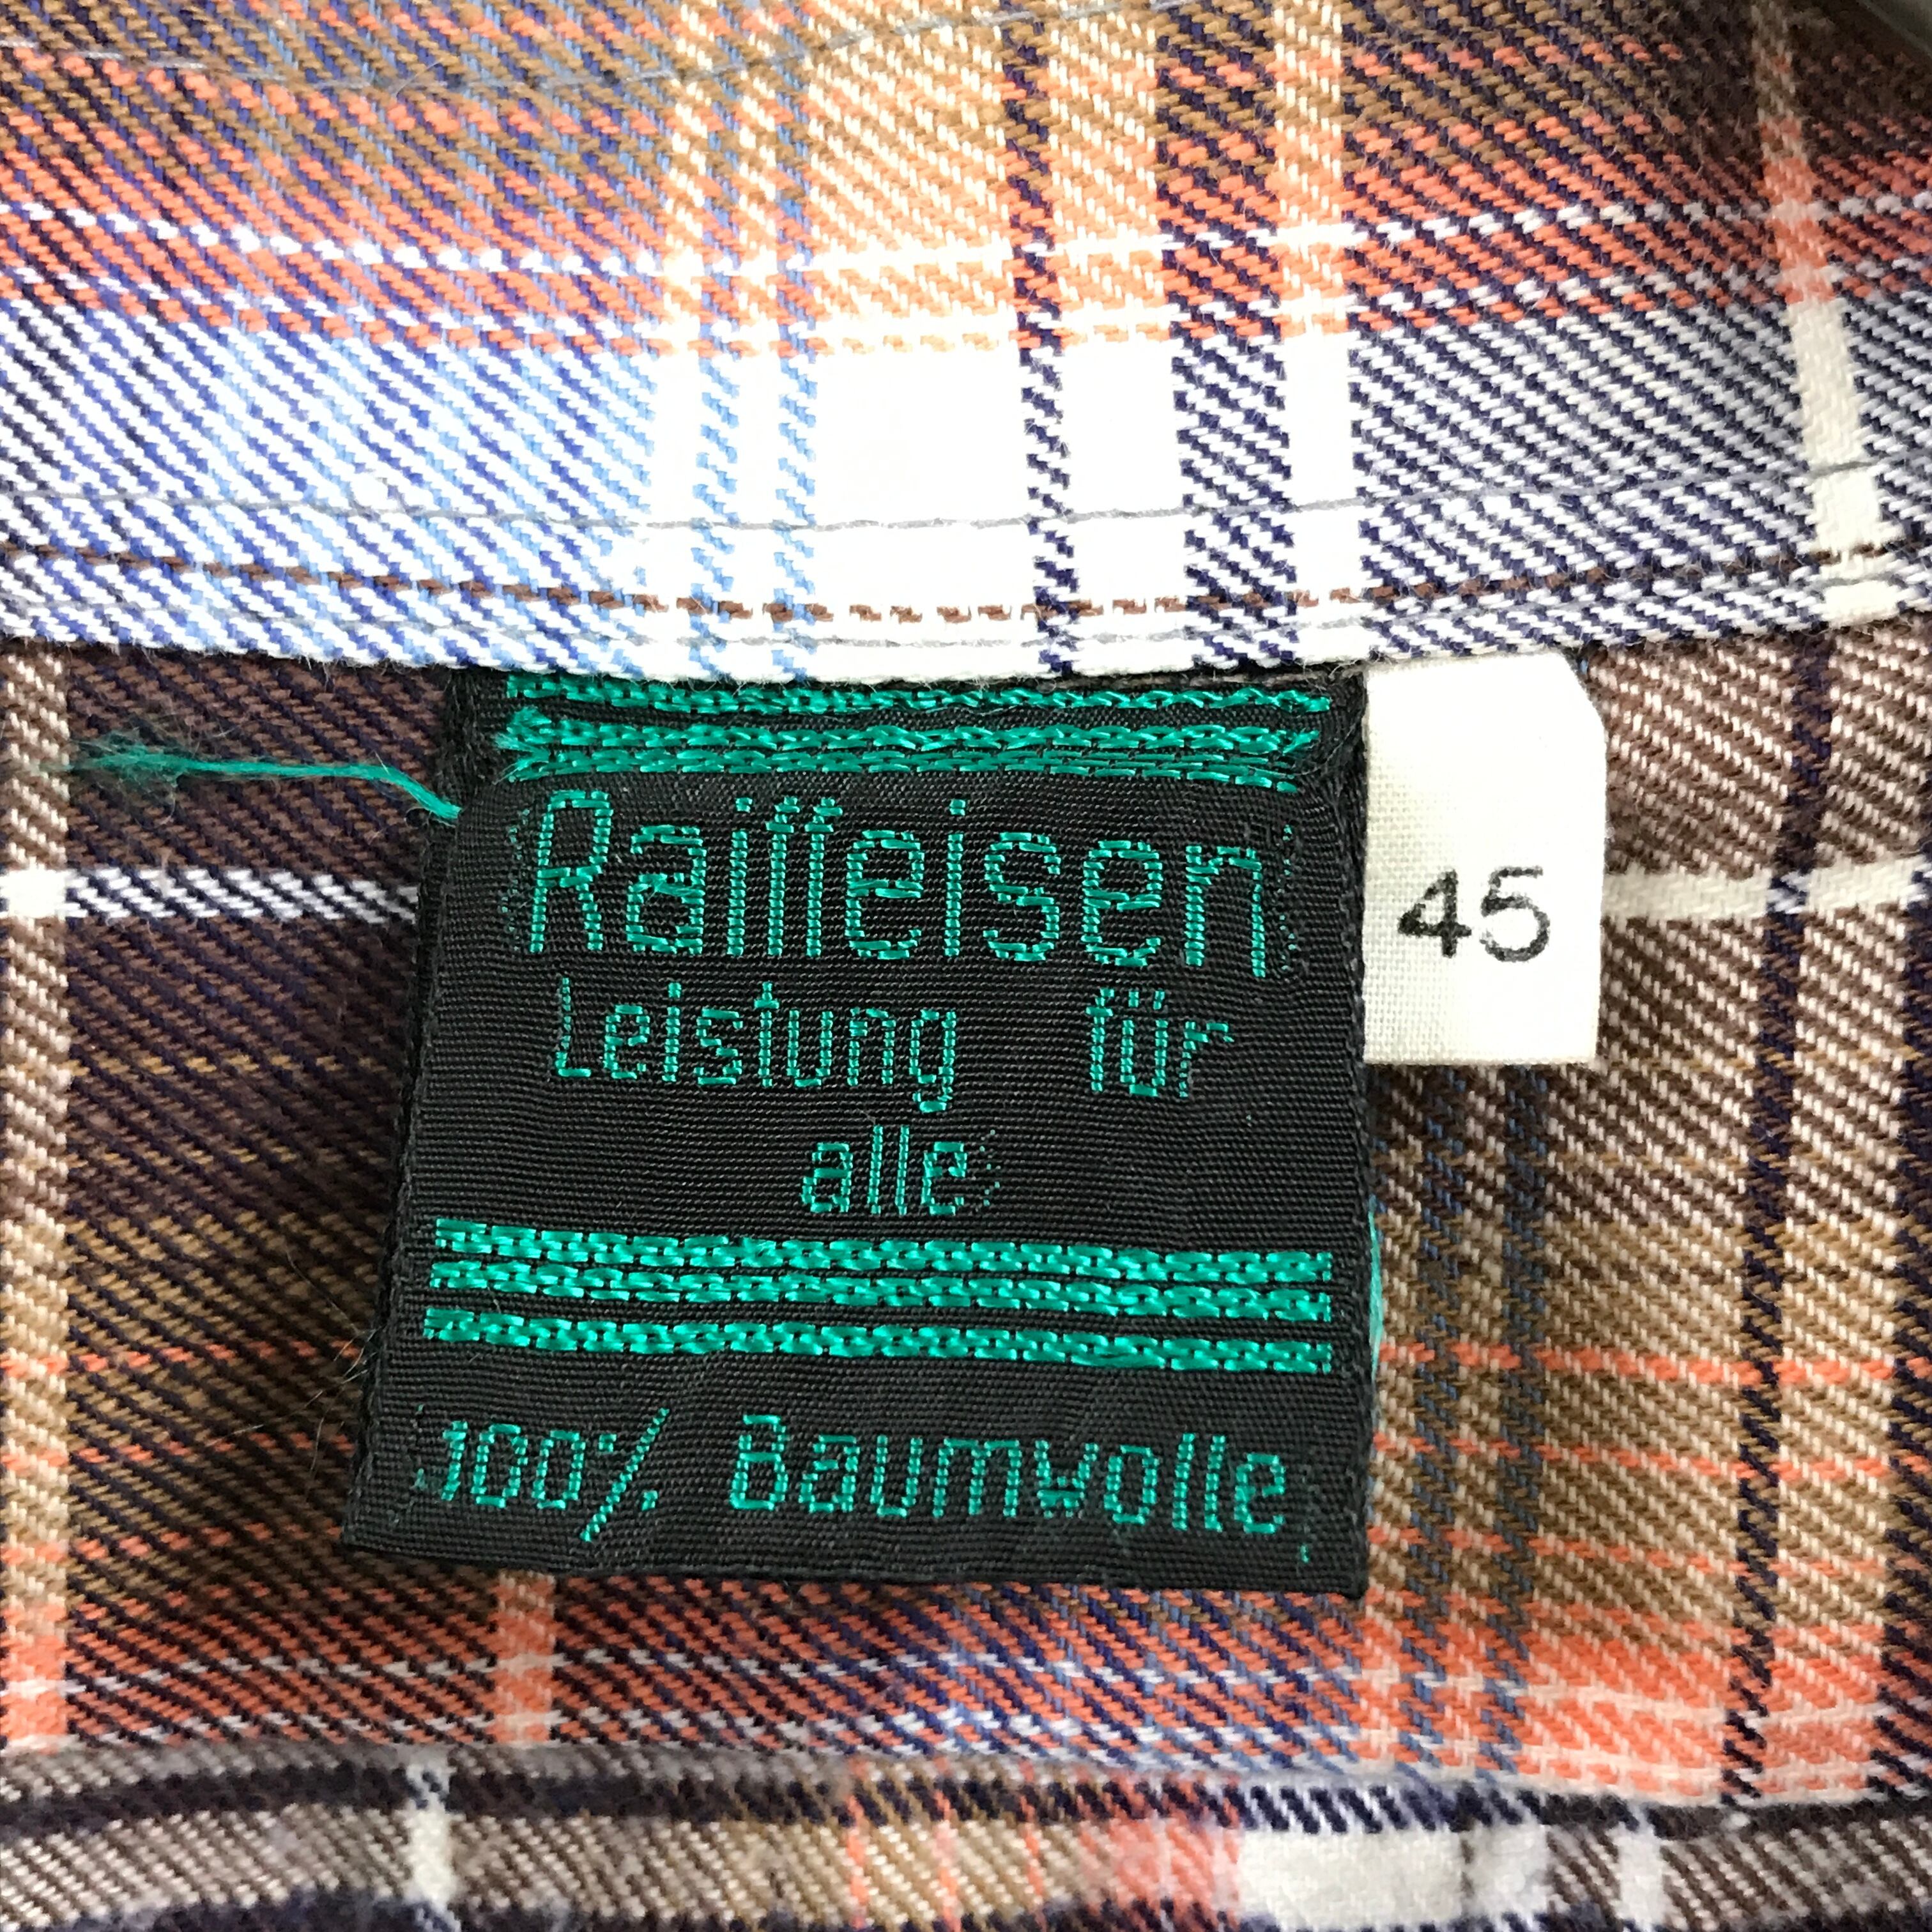 Raiffeisen
45
Leistung für
alle
100% Baumwolle